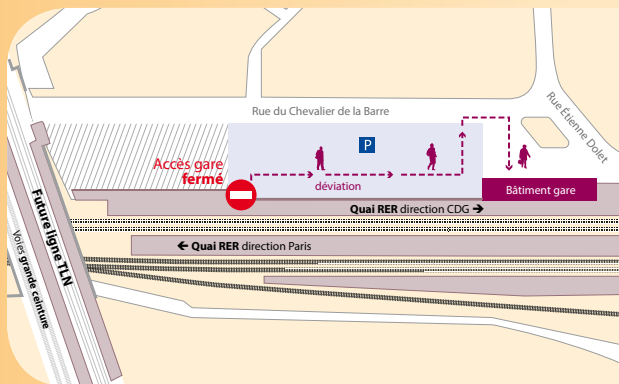 Rue du Chevalier de la Barre
Rue Étienne Dolet
P
Accès gare
fermé
déviation
Bâtiment gare
Quai RER direction CDG →
← Quai RER direction Paris
Future ligne TLN
Voies grande ceinture